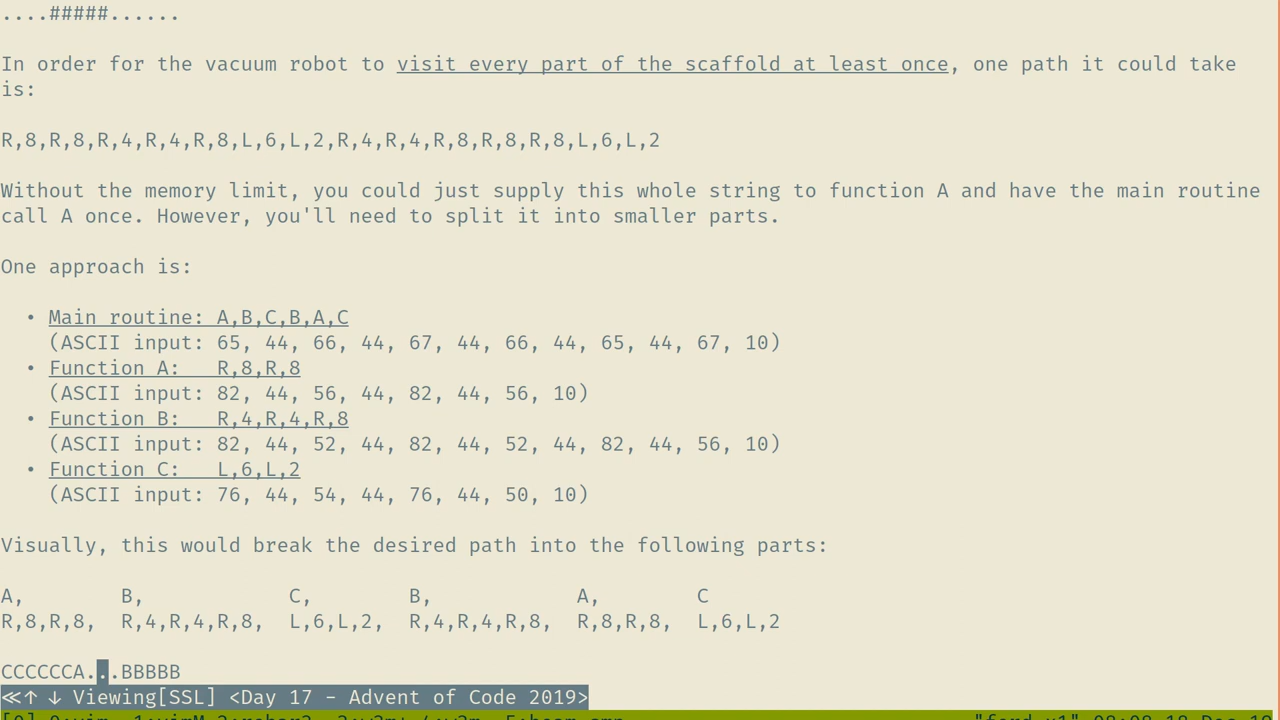 ....#####......
In order for the vacuum robot to visit every part of the scaffold at least once, one path it could take
is:
R,8,R,8,R,4,R,4,R,8,L,6,L,2,R,4,R,4,R,8,R,8,R,8,L,6,L,2
Without the memory limit, you could just supply this whole string to function A and have the main routine
call A once. However, you'll need to split it into smaller parts.
One approach is:
• Main routine: A,B,C,B,A,C
(ASCII input: 65, 44, 66, 44, 67, 44, 66, 44, 65, 44, 67, 10)
• Function A:   R,8,R,8
(ASCII input: 82, 44, 56, 44, 82, 44, 56, 10)
• Function B:   R,4,R,4,R,8
(ASCII input: 82, 44, 52, 44, 82, 44, 52, 44, 82, 44, 56, 10)
• Function C:   L,6,L,2
(ASCII input: 76, 44, 54, 44, 76, 44, 50, 10)
Visually, this would break the desired path into the following parts:
A,        B,            C,        B,            A,        C
R,8,R,8,  R,4,R,4,R,8,  L,6,L,2,  R,4,R,4,R,8,  R,8,R,8,  L,6,L,2
CCCCCCA...BBBBB
≪↑ ↓ Viewing[SSL] <Day 17 - Advent of Code 2019>